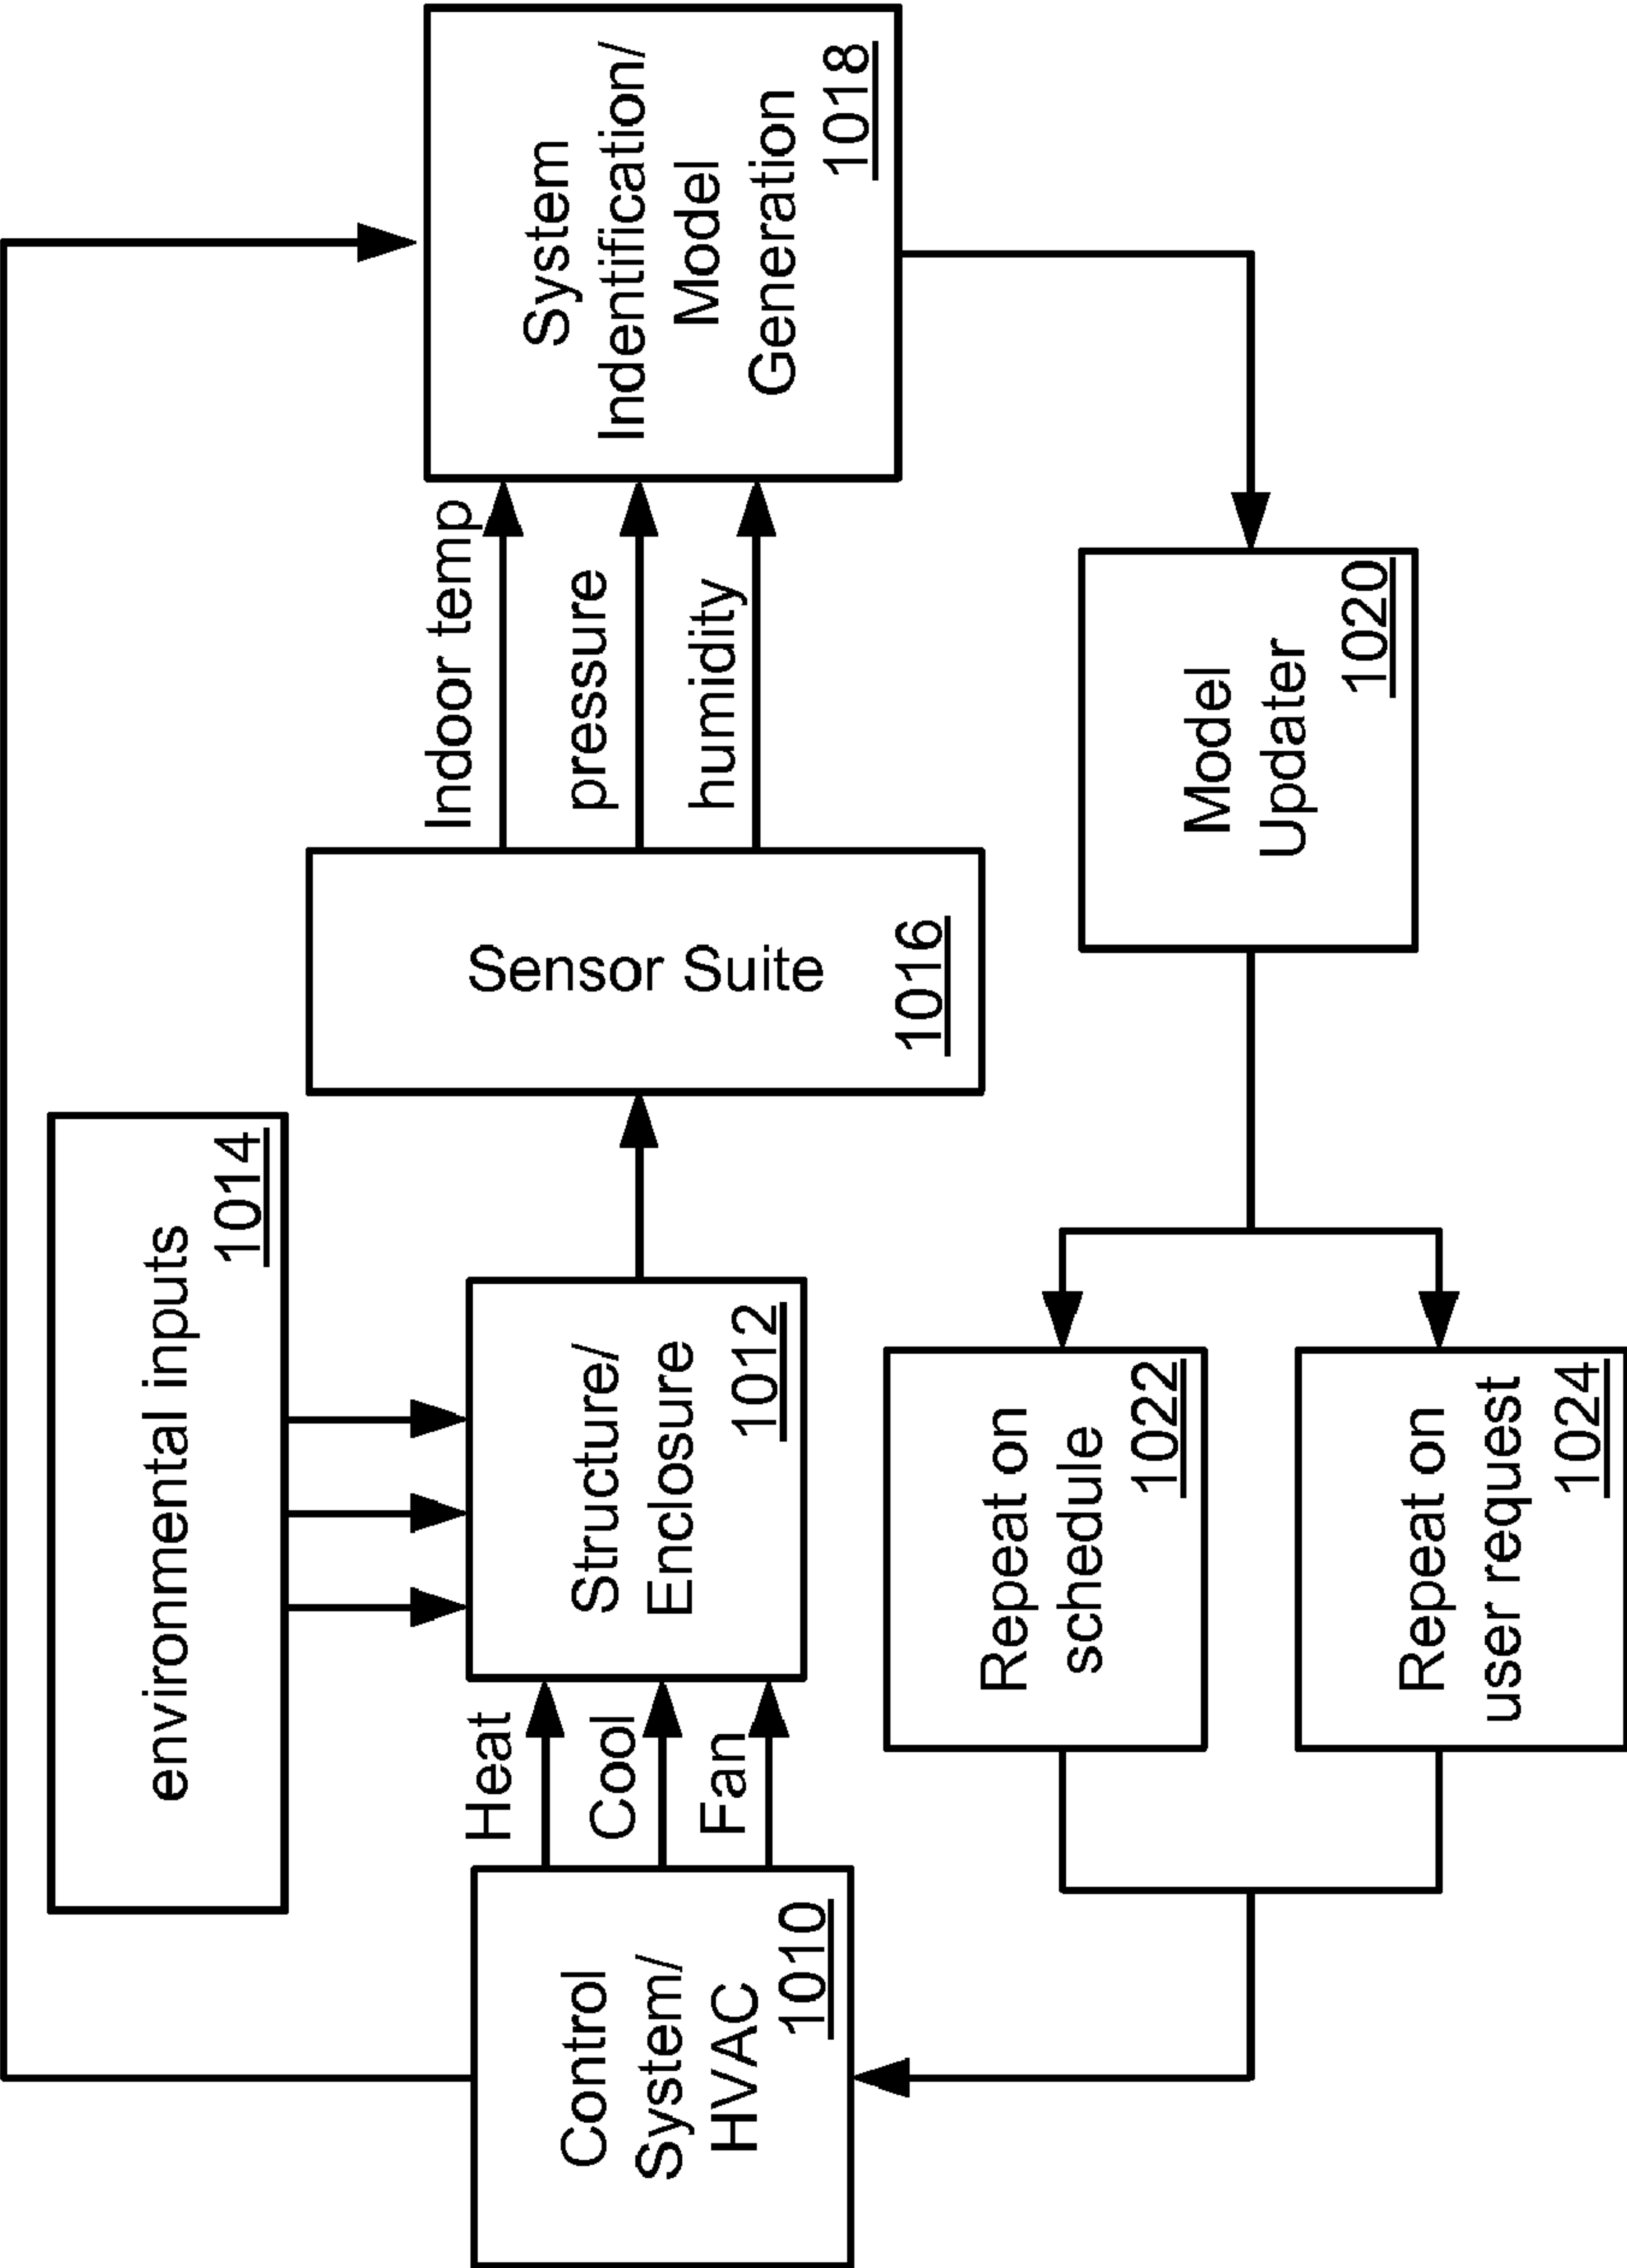 environmental inputs
1014
Control
System/
HVAC
1010
Heat
Cool
Fan
Structure/
Enclosure
1012
Sensor Suite
1016
Indoor temp
pressure
humidity
System
Indentification/
Model
Generation
1018
Repeat on
schedule
1022
Repeat on
user request
1024
Model
Updater
1020